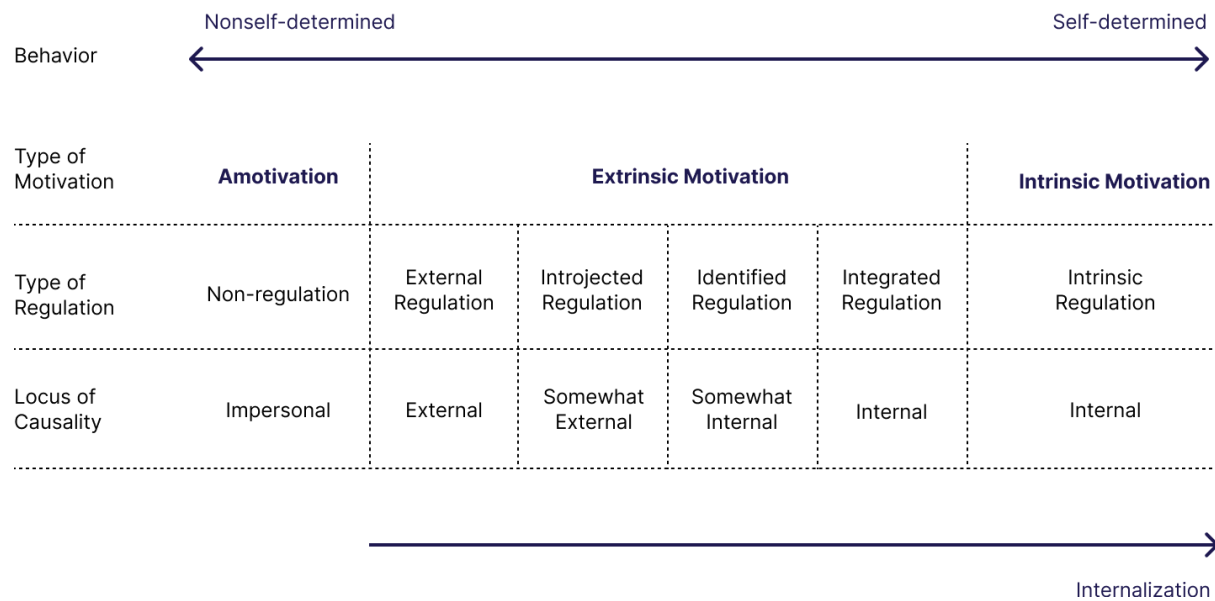 Nonself-determined
Self-determined
Behavior
Type of
Motivation
Amotivation
Extrinsic Motivation
Intrinsic Motivation
Type of
Regulation
Non-regulation
External
Regulation
Introjected
Regulation
Identified
Regulation
Integrated
Regulation
Intrinsic
Regulation
Locus of
Causality
Impersonal
External
Somewhat
External
Somewhat
Internal
Internal
Internal
Internalization